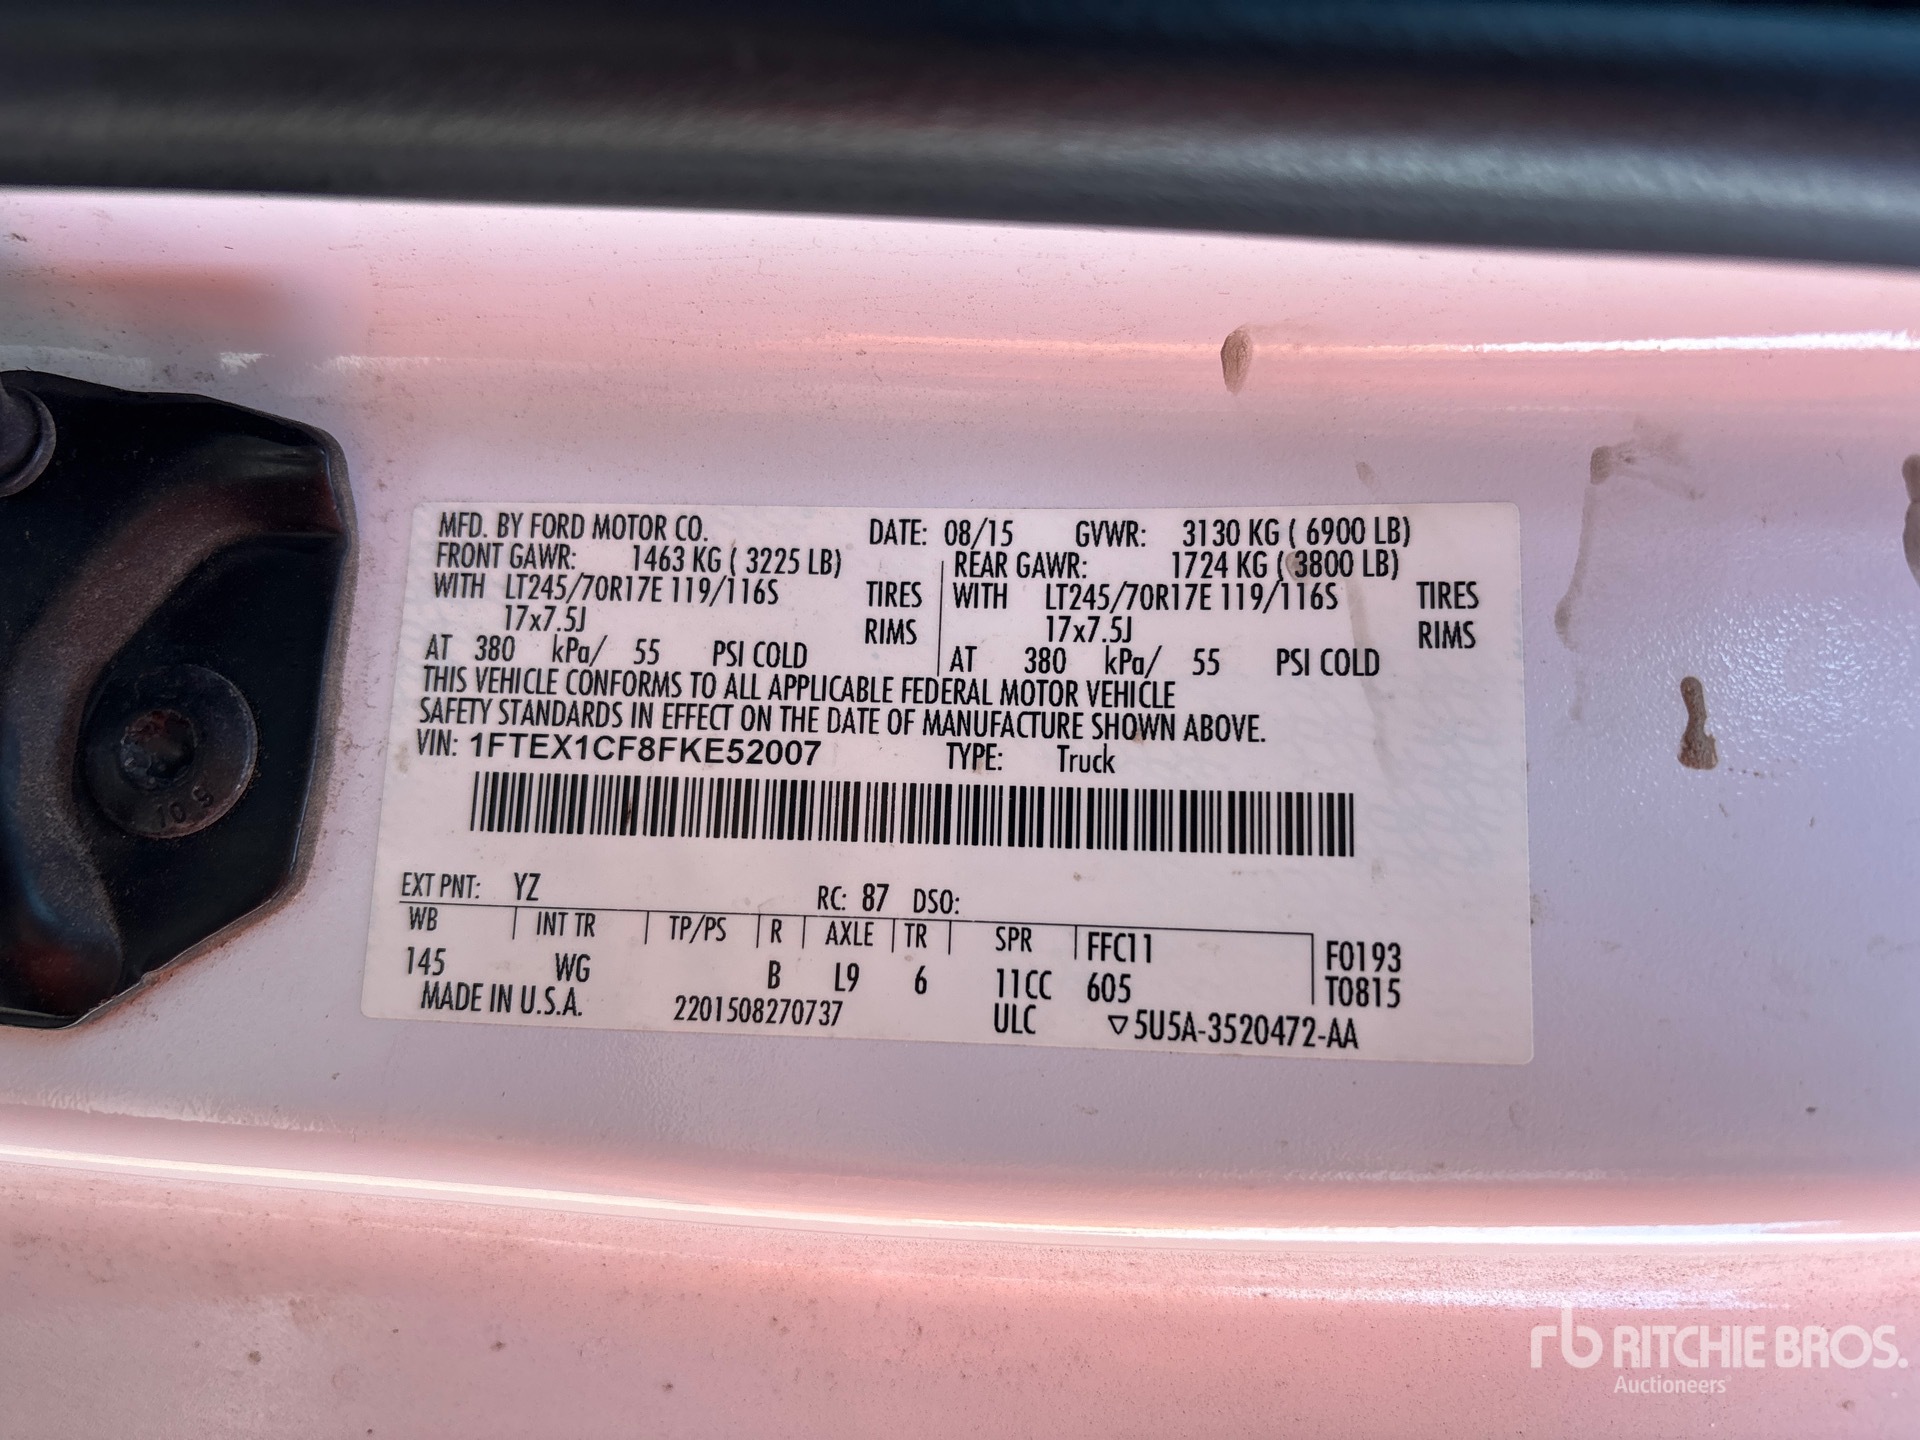 MFD. BY FORD MOTOR CO. DATE: 08/15 GVWR: 3130 KG ( 6900 LB)
FRONT GAWR: 1463 KG ( 3225 LB) REAR GAWR: 1724 KG ( 3800 LB)
WITH LT245/70R17E 119/116S TIRES WITH LT245/70R17E 119/116S TIRES
17x7.5J RIMS 17x7.5J RIMS
AT 380 kPa/ 55 PSI COLD AT 380 kPa/ 55 PSI COLD
THIS VEHICLE CONFORMS TO ALL APPLICABLE FEDERAL MOTOR VEHICLE
SAFETY STANDARDS IN EFFECT ON THE DATE OF MANUFACTURE SHOWN ABOVE.
VIN: 1FTEX1CF8FKE52007 TYPE: Truck
EXT PNT: YZ RC: 87 DSO:
WB INT TR TP/PS R AXLE TR SPR FFC11 F0193
145 WG B L9 6 11CC 605 T0815
MADE IN U.S.A. 2201508270737 ULC ▽5U5A-3520472-AA
10 9
rb RITCHIE BROS.
Auctioneers